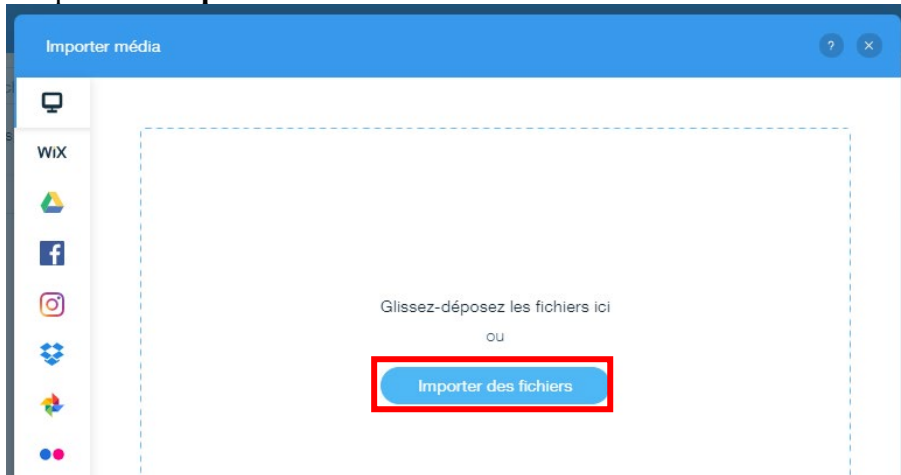 Importer média
?
WiX
Glissez-déposez les fichiers ici
ou
Importer des fichiers